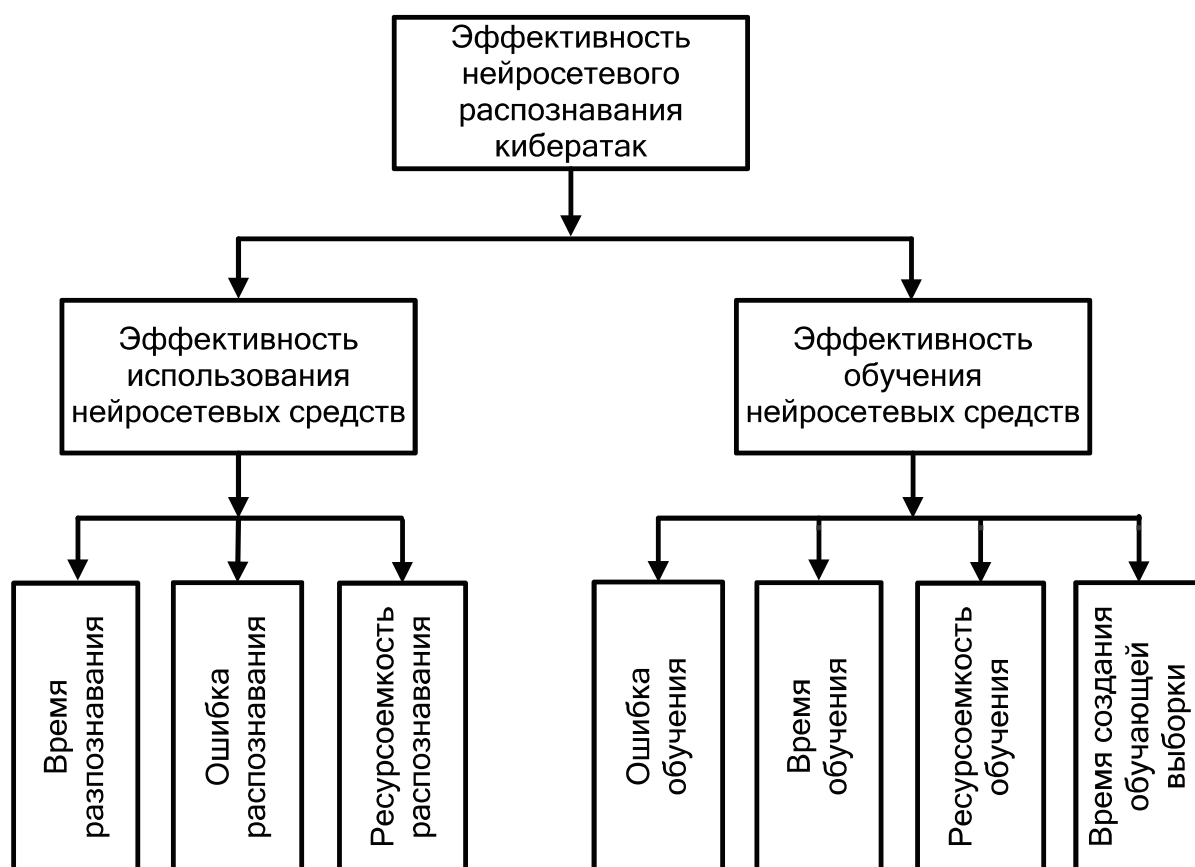 Эффективность
нейросетевого
распознавания
кибератак
Эффективность
использования
нейросетевых средств
Эффективность
обучения
нейросетевых средств
Время
разпознавания
Ошибка
распознавания
Ресурсоемкость
распознавания
Ошибка
обучения
Время
обучения
Ресурсоемкость
обучения
Время создания
обучающей
выборки